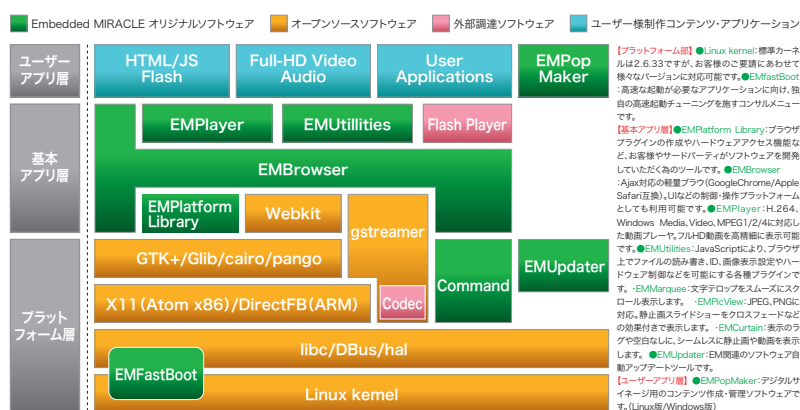 Embedded MIRACLE オリジナルソフトウェア
オープンソースソフトウェア
外部調達ソフトウェア
ユーザー様制作コンテンツ・アプリケーション
ユーザー
アプリ層
HTML/JS
Flash
Full-HD Video
Audio
User
Applications
EMPop
Maker
基本
アプリ層
EMPlayer
EMUtillities
Flash Player
EMBrowser
EMPlatform
Library
Webkit
gstreamer
プラット
フォーム層
GTK+/Glib/cairo/pango
Command
EMUpdater
X11(Atom x86)/DirectFB(ARM)
Codec
libc/DBus/hal
EMFastBoot
Linux kernel
【プラットフォーム部】●Linux kernel:標準カーネ
ルは2.6.33ですが、お客様のご要請にあわせて
様々なバージョンに対応可能です。●EMfastBoot
:高速な起動が必要なアプリケーションに向け、独
自の高速起動チューニングを施すコンサルメニュー
です。
【基本アプリ層】●EMPlatform Library:ブラウザ
プラグインの作成やハードウェアアクセス機能な
ど、お客様やサードパーティがソフトウェアを開発
していただく為のツールです。●EMBrowser
:Ajax対応の軽量ブラウ(GoogleChrome/Apple
Safari互換)。UIなどの制御・操作プラットフォーム
としても利用可能です。●EMPlayer:H.264、
Windows Media,Video、MPEG1/2/4に対応し
た動画プレーヤ。フルHD動画を高精細に表示可能
です。●EMUtilities:JavaScriptにより、ブラウザ
上でファイルの読み書き、ID、画像表示設定やハー
ドウェア制御などを可能にする各種プラグインで
す。・EMMarquee:文字テロップをスムーズにスク
ロール表示します。 ・EMPicView:JPEG,PNGに
対応。静止画スライドショーをクロスフェードなど
の効果付きで表示します。・EMCurtain:表示のラ
グや空白なしに、シームレスに静止画や動画を表示
します。●EMUpdater:EM関連のソフトウェア自
動アップデートツールです。
【ユーザーアプリ層】●EMPopMaker:デジタルサ
イネージ用のコンテンツ作成・管理ソフトウェアで
す。(Linux版/Windows版)